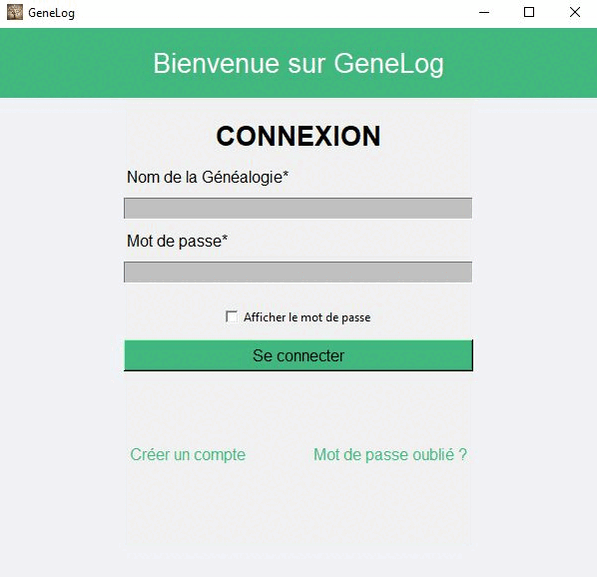 GeneLog
Bienvenue sur GeneLog
CONNEXION
Nom de la Généalogie*
Mot de passe*
Afficher le mot de passe
Se connecter
Créer un compte
Mot de passe oublié ?